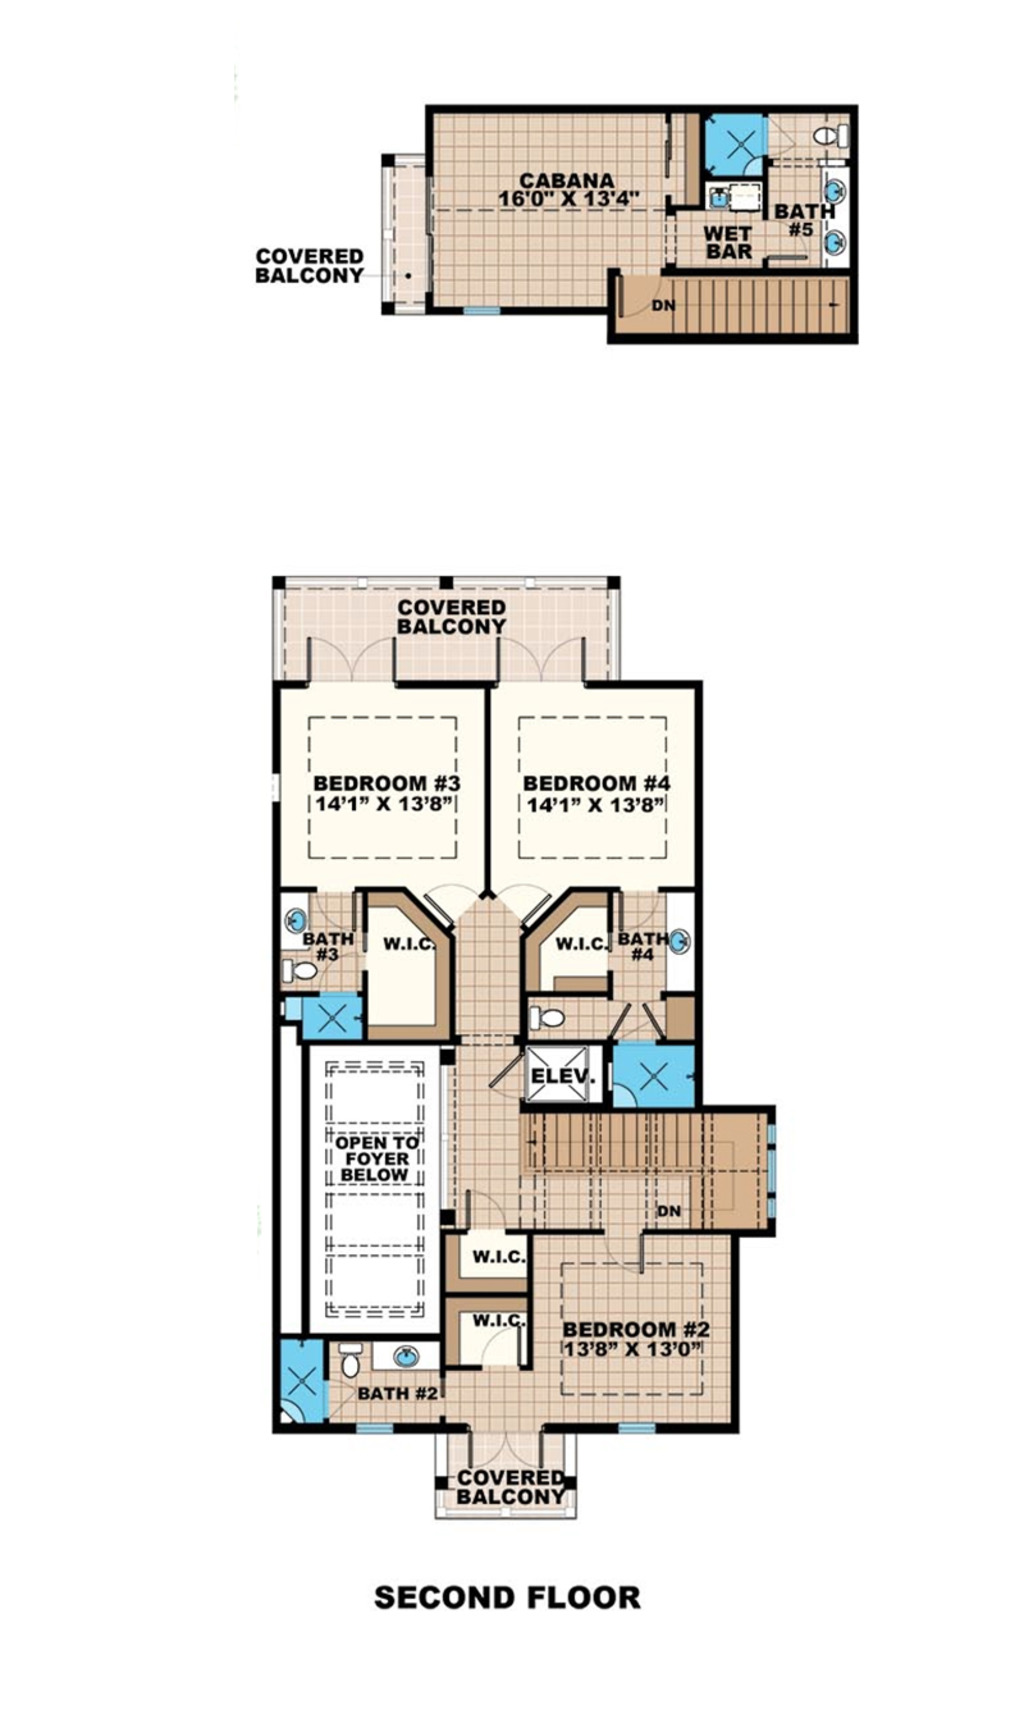 CABANA
16'0" X 13'4"
BATH
#5
WET
BAR
COVERED
BALCONY
DN
COVERED
BALCONY
BEDROOM #3
14'1” X 13'8”
BEDROOM #4
14'1” X 13'8”
BATH
#3
W.I.C.
W.I.C.
BATH
#4
ELEV.
OPEN TO
FOYER
BELOW
DN
W.I.C.
W.I.C.
BEDROOM #2
13'8” X 13'0”
BATH #2
COVERED
BALCONY
SECOND FLOOR